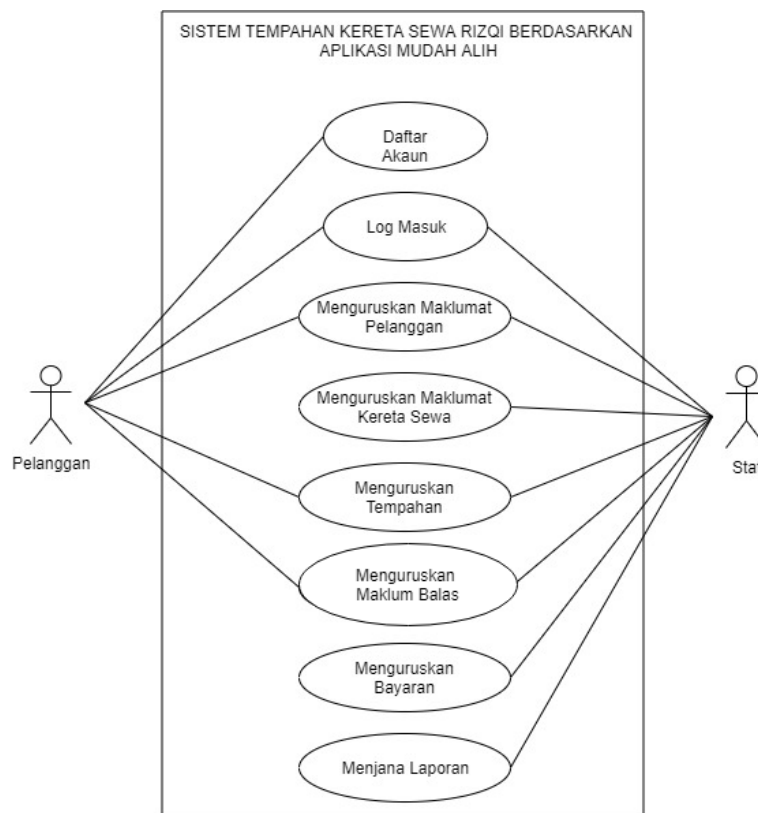 SISTEM TEMPAHAN KERETA SEWA RIZQI BERDASARKAN
APLIKASI MUDAH ALIH
Daftar
Akaun
Log Masuk
Menguruskan Maklumat
Pelanggan
Menguruskan Maklumat
Kereta Sewa
Pelanggan
Menguruskan
Tempahan
Menguruskan
Maklum Balas
Menguruskan
Bayaran
Menjana Laporan